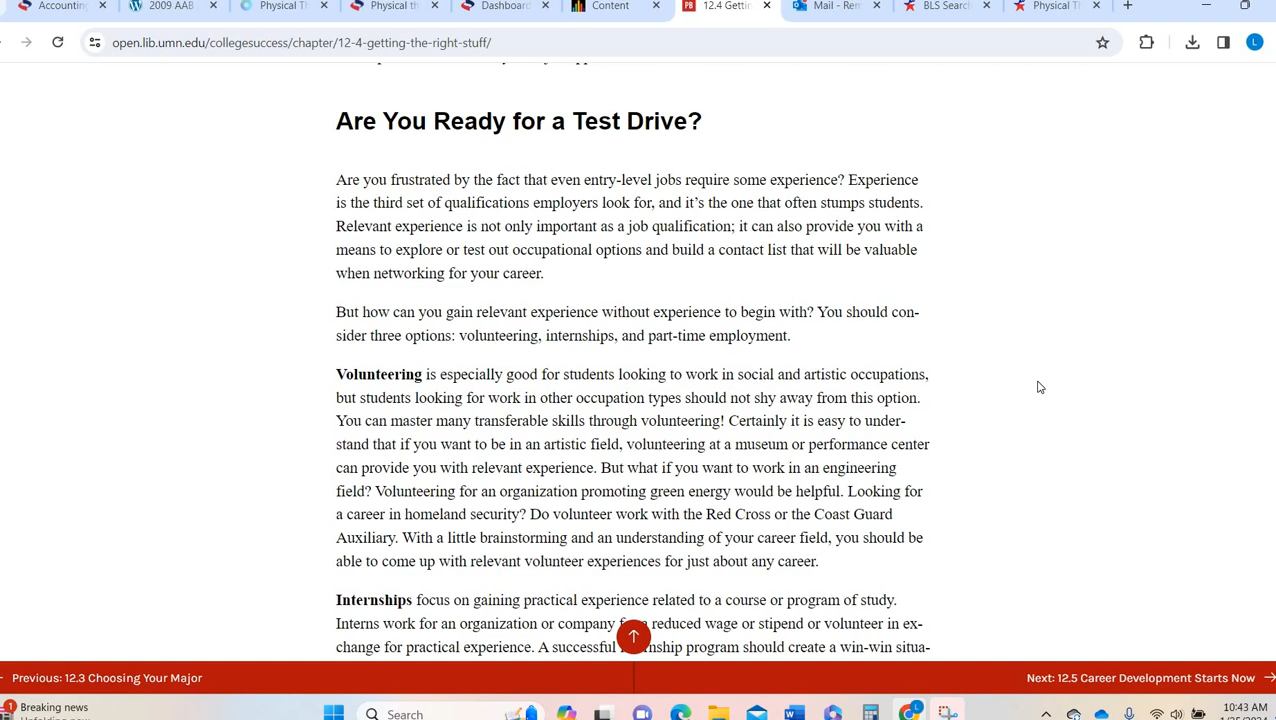 Accounting
2009 AAB
Physical Th
Physical th
Dashboard
Content
12.4 Gettin
Mail - Rem
BLS Search
Physical Th
open.lib.umn.edu/collegesuccess/chapter/12-4-getting-the-right-stuff/
L
Are You Ready for a Test Drive?
Are you frustrated by the fact that even entry-level jobs require some experience? Experience
is the third set of qualifications employers look for, and it’s the one that often stumps students.
Relevant experience is not only important as a job qualification; it can also provide you with a
means to explore or test out occupational options and build a contact list that will be valuable
when networking for your career.
But how can you gain relevant experience without experience to begin with? You should con-
sider three options: volunteering, internships, and part-time employment.
Volunteering is especially good for students looking to work in social and artistic occupations,
but students looking for work in other occupation types should not shy away from this option.
You can master many transferable skills through volunteering! Certainly it is easy to under-
stand that if you want to be in an artistic field, volunteering at a museum or performance center
can provide you with relevant experience. But what if you want to work in an engineering
field? Volunteering for an organization promoting green energy would be helpful. Looking for
a career in homeland security? Do volunteer work with the Red Cross or the Coast Guard
Auxiliary. With a little brainstorming and an understanding of your career field, you should be
able to come up with relevant volunteer experiences for just about any career.
Internships focus on gaining practical experience related to a course or program of study.
Interns work for an organization or company reduced wage or stipend or volunteer in ex-
change for practical experience. A successful program should create a win-win situa-
Previous: 12.3 Choosing Your Major
Next: 12.5 Career Development Starts Now
1
Breaking news
Search
L
10:43 AM